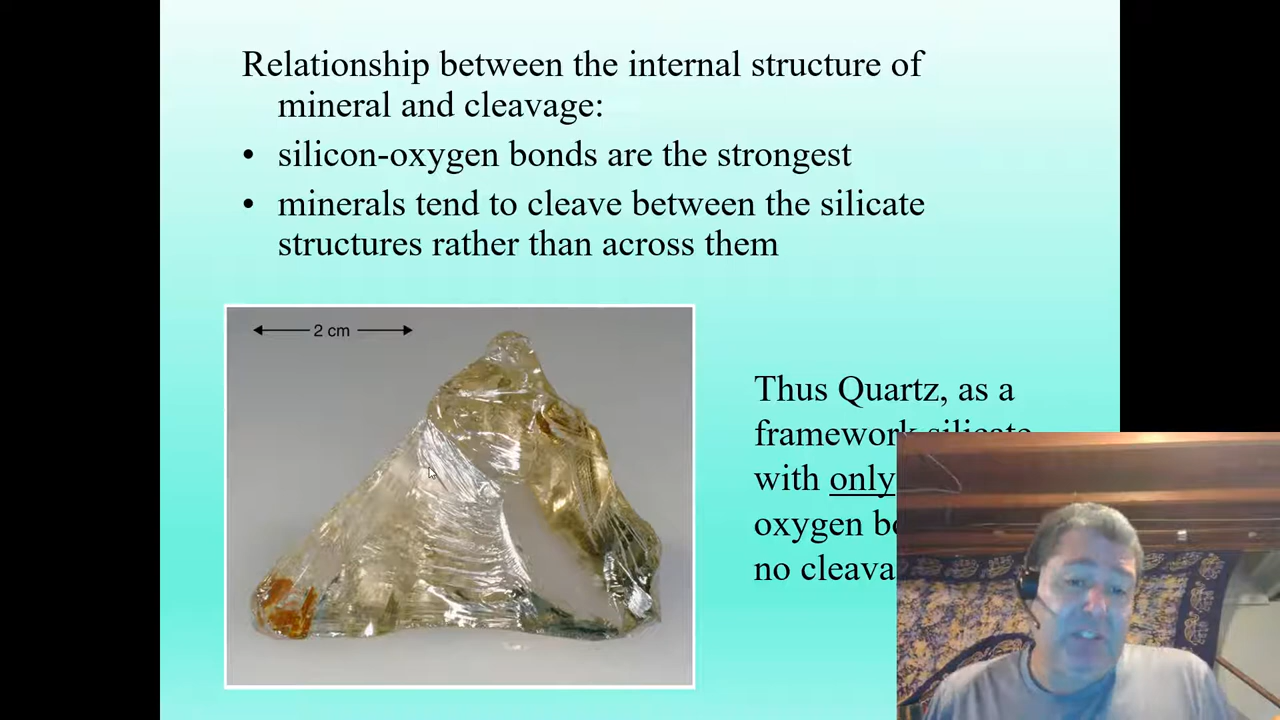 Relationship between the internal structure of
mineral and cleavage:
• silicon-oxygen bonds are the strongest
• minerals tend to cleave between the silicate
structures rather than across them
2 cm
Thus Quartz, as a
framework silicate
with only
oxygen
no